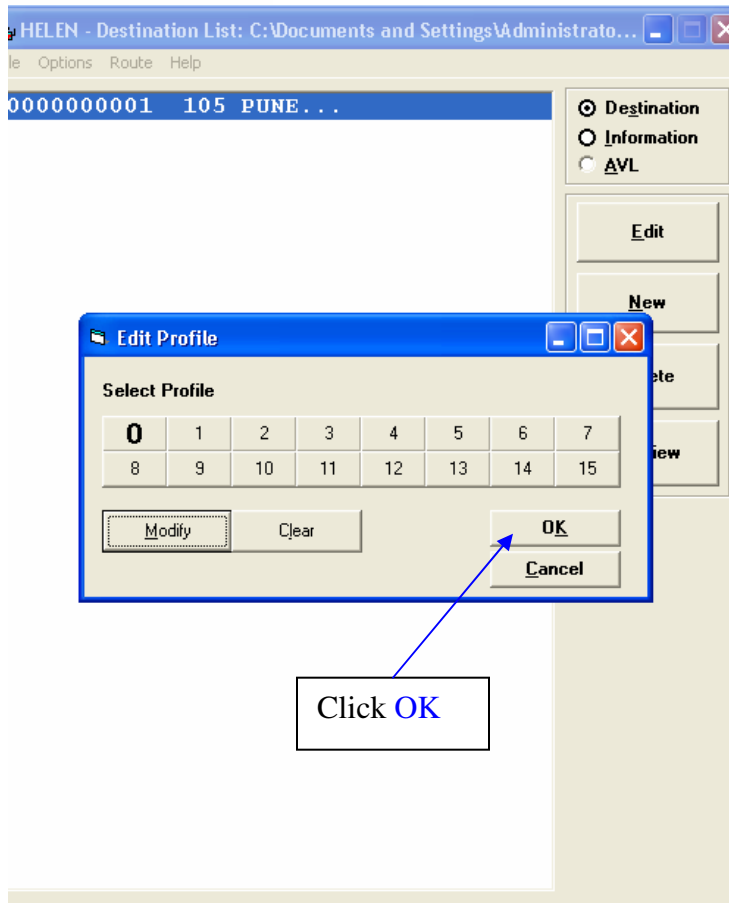 HELEN - Destination List: C:\Documents and Settings\Administrato...
le Options Route Help
0000000001 105 PUNE...
Destination
Information
AVL
Edit
New
ete
iew
Edit Profile
Select Profile
0 1 2 3 4 5 6 7
8 9 10 11 12 13 14 15
Modify Clear OK
Cancel
Click OK